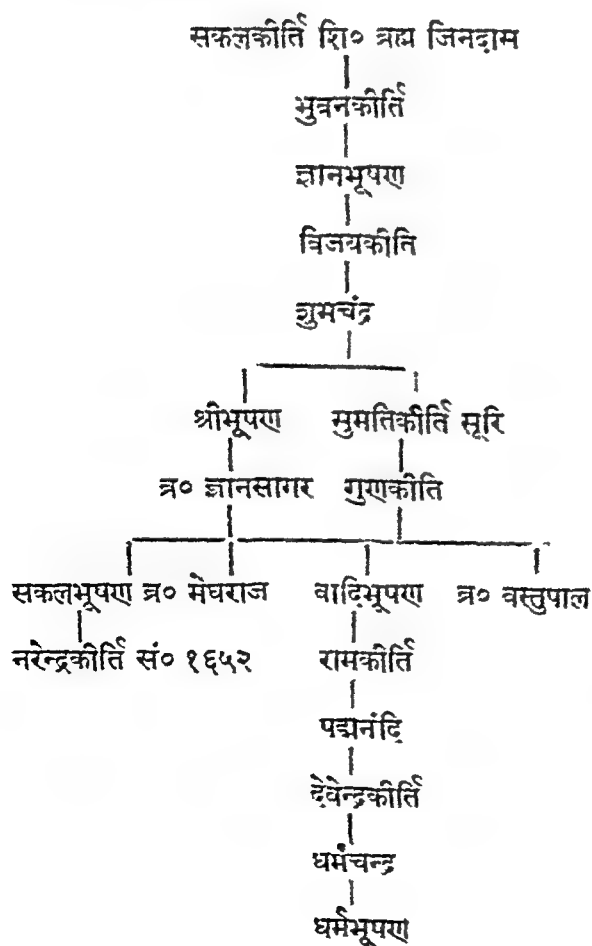 सकलकीर्ति शि० ब्रह्म जिनदास
भुवनकीर्ति
ज्ञानभूषण
विजयकीर्ति
शुभचंद्र
श्रीभूषण सुमतिकीर्ति सूरि
ब्र० ज्ञानसागर गुणकीर्ति
सकलभूषण ब्र० मेघराज वादिभूषण ब्र० वस्तुपाल
नरेन्द्रकीर्ति सं० १६५२ रामकीर्ति
पद्मनंदि
देवेन्द्रकीर्ति
धर्मचन्द्र
धर्मभूषण